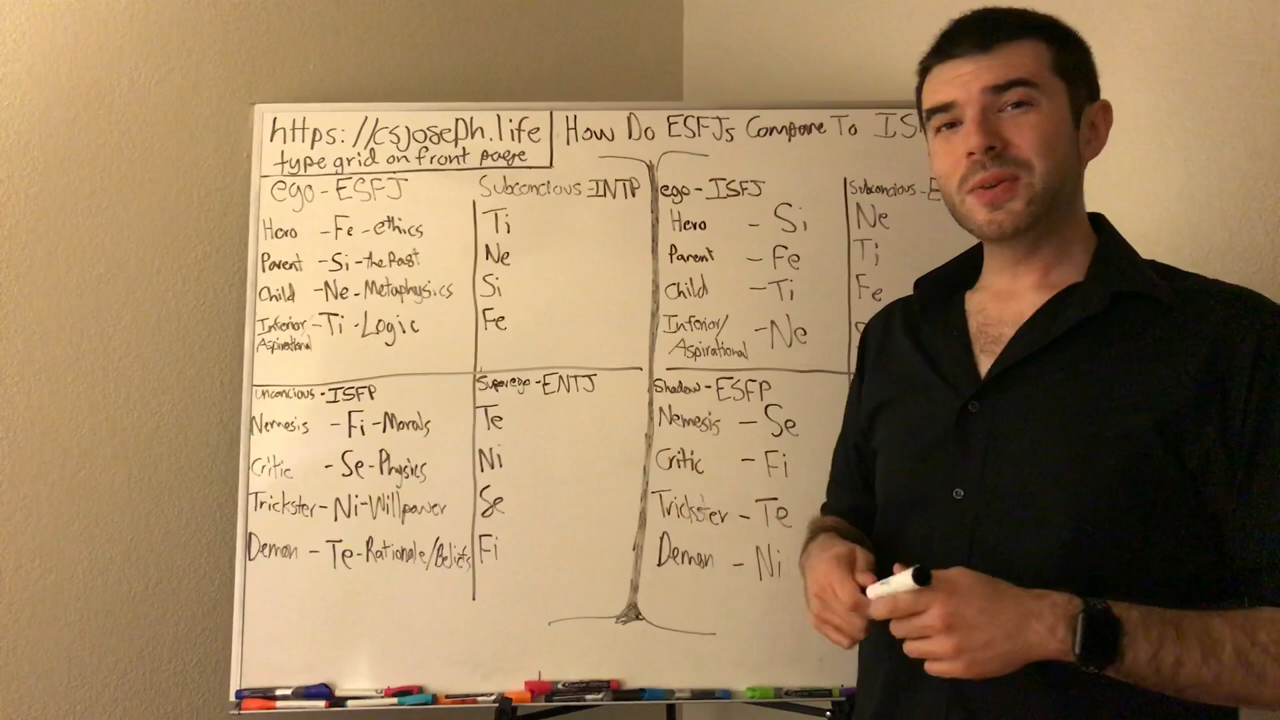 https://csjoseph.life
type grid on front page
How Do ESFJs Compare To IS
ego-ESFJ
Hero -Fe-ethics
Parent -Si-the Past
Child -Ne-Metaphysics
Inferior/
Aspirational
-Ti-Logic
Subconcious-INTP
Ti
Ne
Si
Fe
ego-ISFJ
Hero - Si
Parent - Fe
Child - Ti
Inferior/
Aspirational
-Ne
Subconcious-E
Ne
Ti
Fe
Unconcious-ISFP
Nemesis -Fi-Morals
Critic -Se-Physics
Trickster-Ni-Willpower
Demon -Te-Rationale/Beliefs
Superego-ENTJ
Te
Ni
Se
Fi
Shadow-ESFP
Nemesis -Se
Critic -Fi
Trickster -Te
Demon -Ni